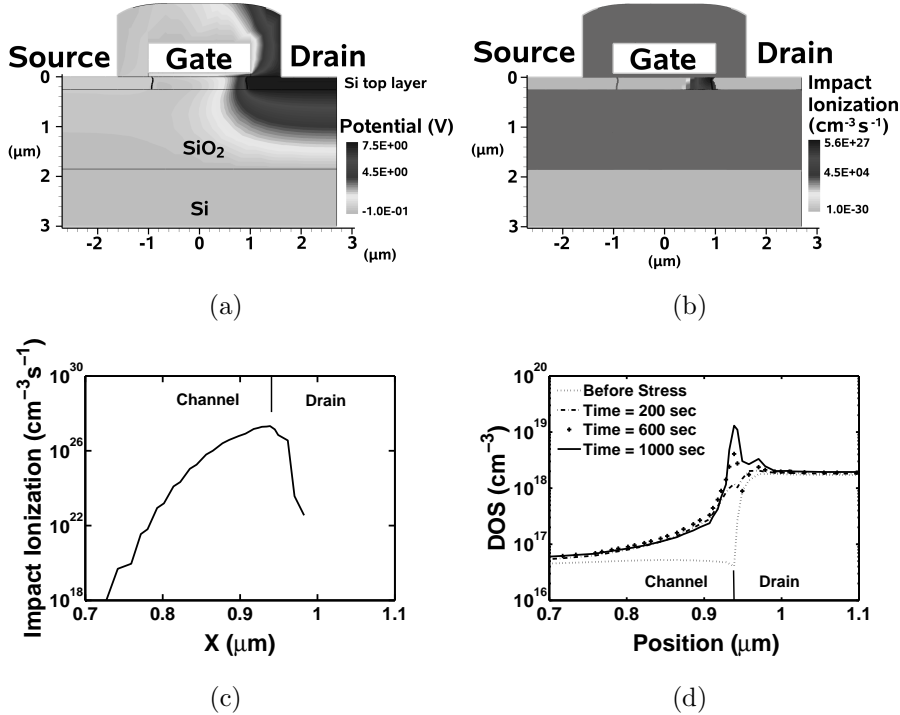 Source Gate Drain
Si top layer
SiO2
Si
Potential (V)
7.5E+00
4.5E+00
-1.0E-01
0
1
(μm)
2
3
-2 -1 0 1 2 3
(μm)
(a)
Source Gate Drain
Impact
Ionization
(cm-3 s-1)
5.6E+27
4.5E+04
1.0E-30
0
1
(μm)
2
3
-2 -1 0 1 2 3
(μm)
(b)
Impact Ionization (cm−3s−1)
10^30
10^26
10^22
10^18
Channel Drain
0.7 0.8 0.9 1 1.1
X (μm)
(c)
DOS (cm−3)
10^20
10^19
10^18
10^17
10^16
Before Stress
Time = 200 sec
Time = 600 sec
Time = 1000 sec
Channel Drain
0.7 0.8 0.9 1 1.1
Position (μm)
(d)